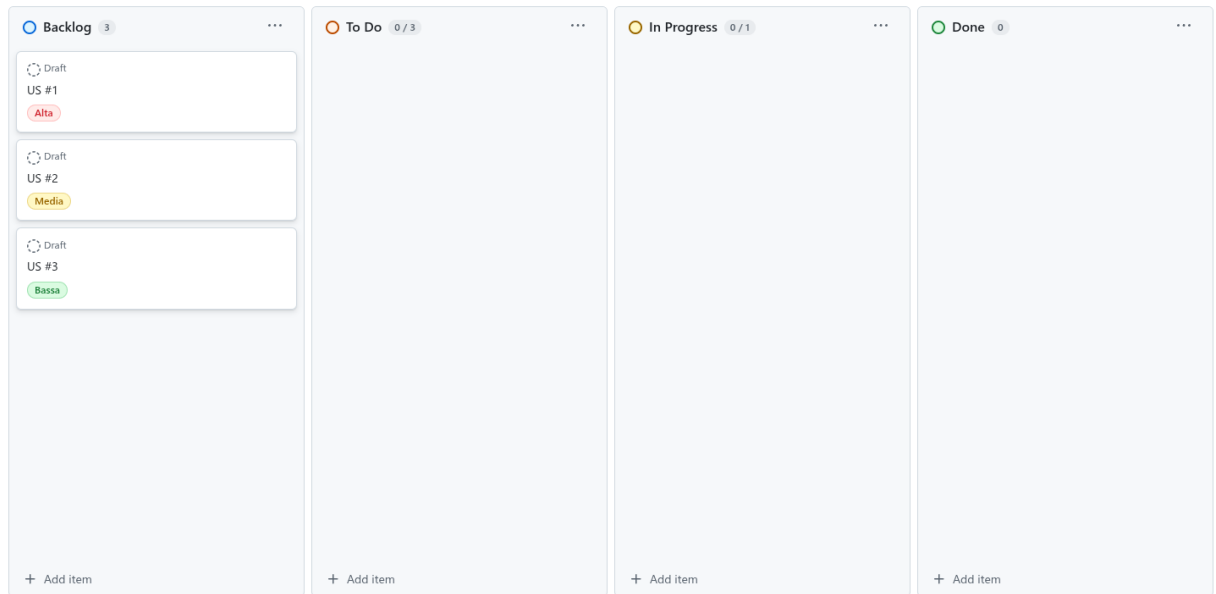 Backlog 3 ...
To Do 0 / 3 ...
In Progress 0 / 1 ...
Done 0 ...
Draft
US #1
Alta
Draft
US #2
Media
Draft
US #3
Bassa
+ Add item
+ Add item
+ Add item
+ Add item